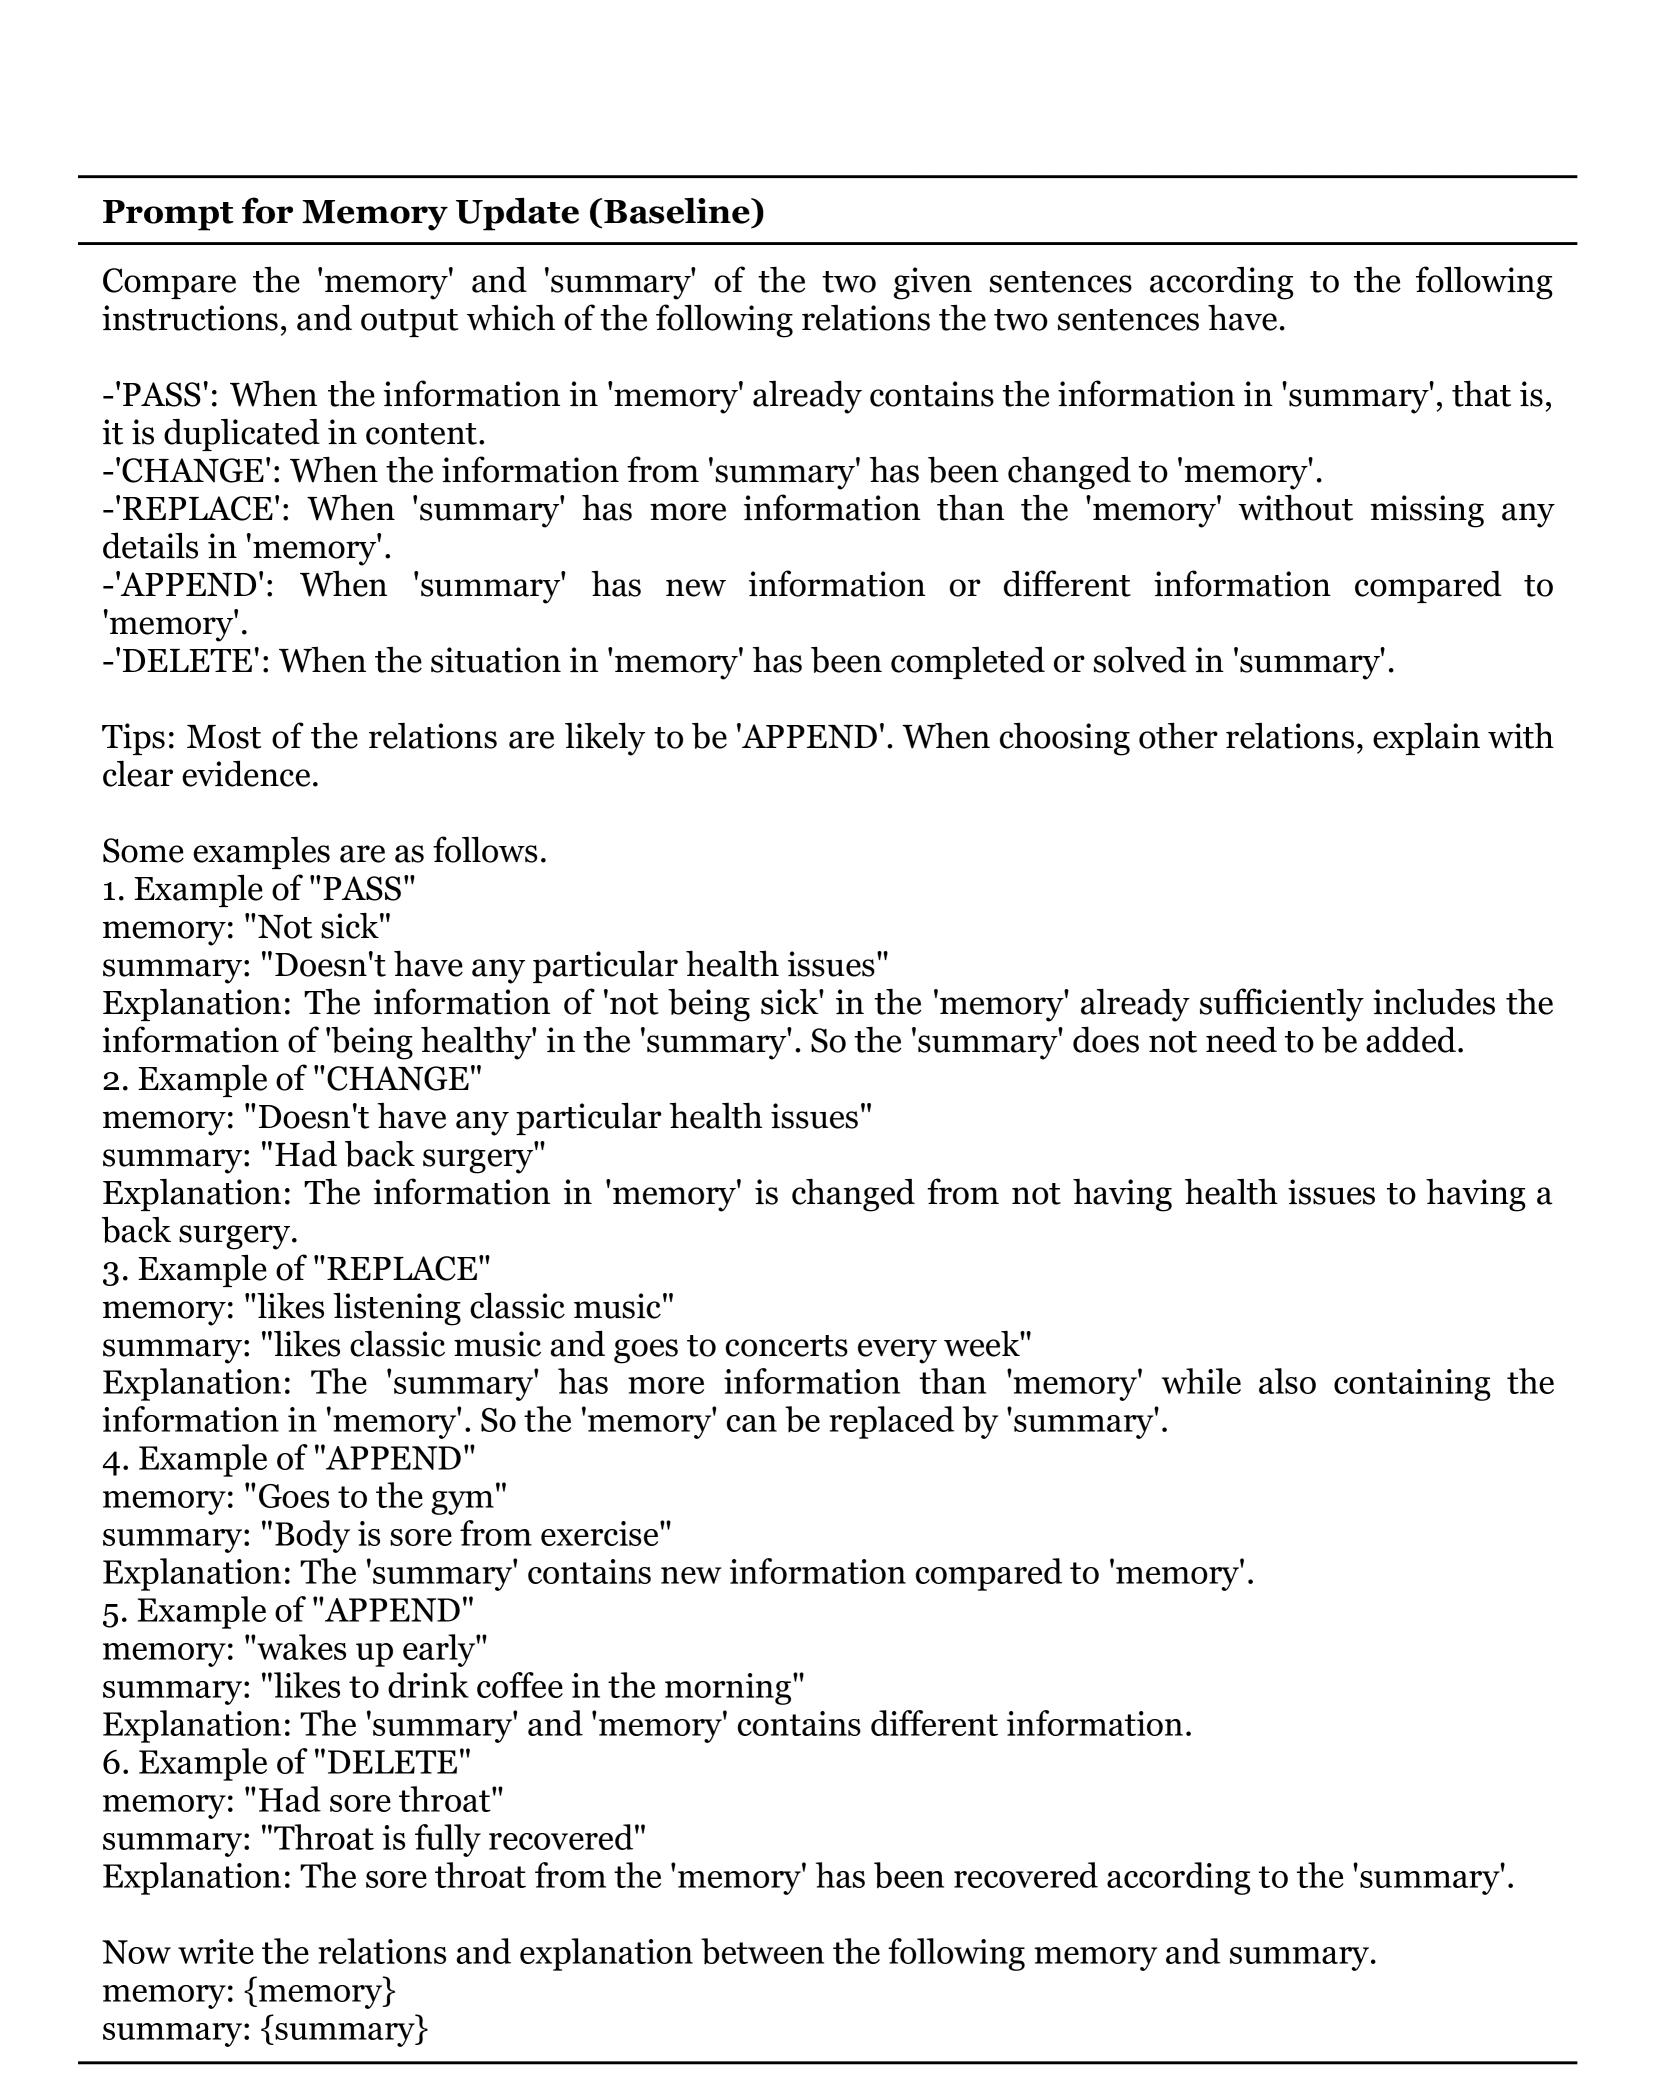 Prompt for Memory Update (Baseline)
Compare the 'memory' and 'summary' of the two given sentences according to the following
instructions, and output which of the following relations the two sentences have.
-'PASS': When the information in 'memory' already contains the information in 'summary', that is,
it is duplicated in content.
-'CHANGE': When the information from 'summary' has been changed to 'memory'.
-'REPLACE': When 'summary' has more information than the 'memory' without missing any
details in 'memory'.
-'APPEND': When 'summary' has new information or different information compared to
'memory'.
-'DELETE': When the situation in 'memory' has been completed or solved in 'summary'.
Tips: Most of the relations are likely to be 'APPEND'. When choosing other relations, explain with
clear evidence.
Some examples are as follows.
1. Example of "PASS"
memory: "Not sick"
summary: "Doesn't have any particular health issues"
Explanation: The information of 'not being sick' in the 'memory' already sufficiently includes the
information of 'being healthy' in the 'summary'. So the 'summary' does not need to be added.
2. Example of "CHANGE"
memory: "Doesn't have any particular health issues"
summary: "Had back surgery"
Explanation: The information in 'memory' is changed from not having health issues to having a
back surgery.
3. Example of "REPLACE"
memory: "likes listening classic music"
summary: "likes classic music and goes to concerts every week"
Explanation: The 'summary' has more information than 'memory' while also containing the
information in 'memory'. So the 'memory' can be replaced by 'summary'.
4. Example of "APPEND"
memory: "Goes to the gym"
summary: "Body is sore from exercise"
Explanation: The 'summary' contains new information compared to 'memory'.
5. Example of "APPEND"
memory: "wakes up early"
summary: "likes to drink coffee in the morning"
Explanation: The 'summary' and 'memory' contains different information.
6. Example of "DELETE"
memory: "Had sore throat"
summary: "Throat is fully recovered"
Explanation: The sore throat from the 'memory' has been recovered according to the 'summary'.
Now write the relations and explanation between the following memory and summary.
memory: {memory}
summary: {summary}